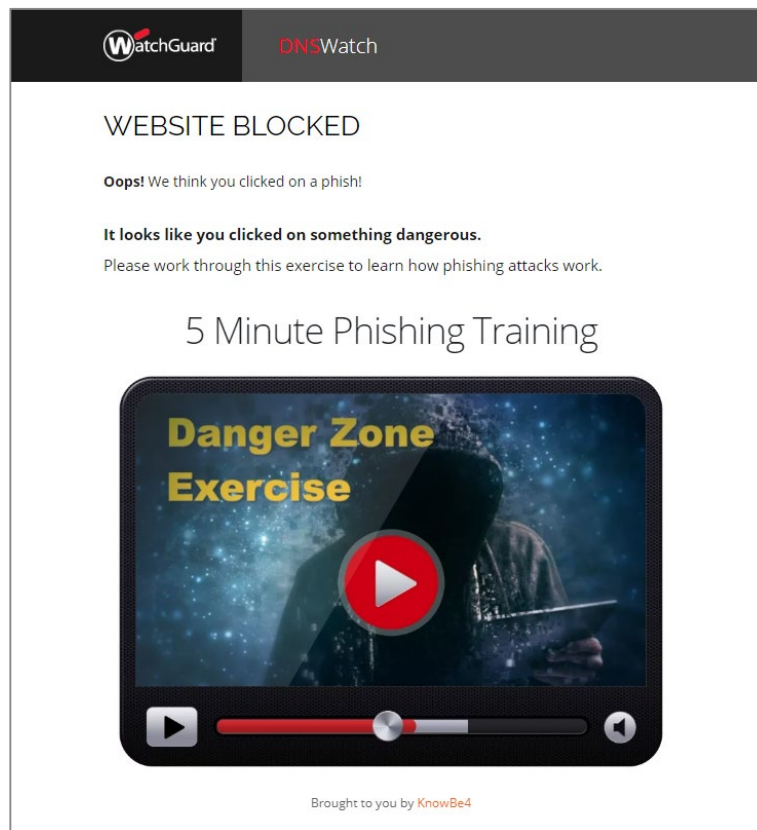 WatchGuard DNSWatch
WEBSITE BLOCKED
Oops! We think you clicked on a phish!
It looks like you clicked on something dangerous.
Please work through this exercise to learn how phishing attacks work.
5 Minute Phishing Training
Danger Zone
Exercise
Brought to you by KnowBe4